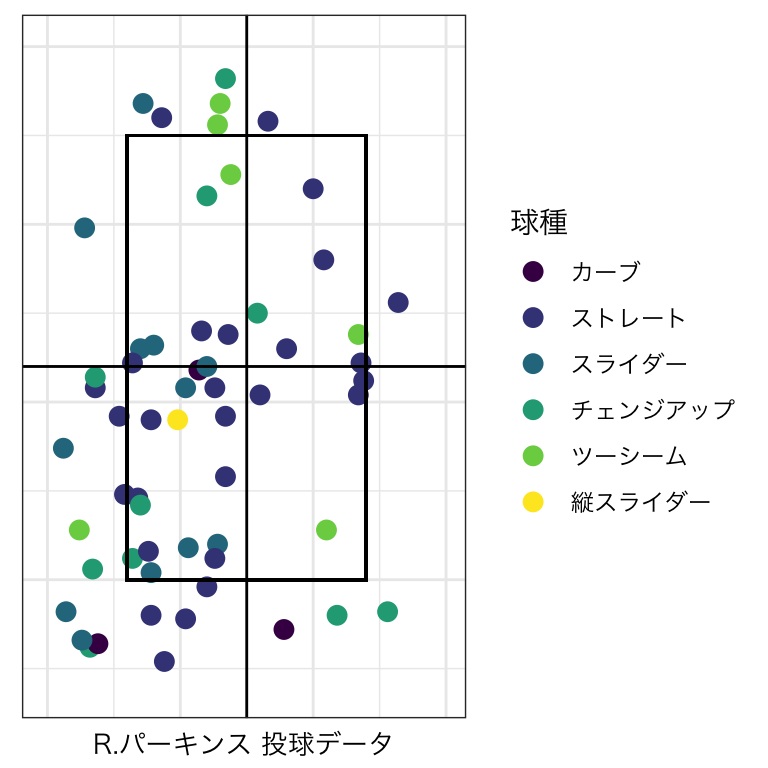 球種
カーブ
ストレート
スライダー
チェンジアップ
ツーシーム
縦スライダー
R.パーキンス 投球データ